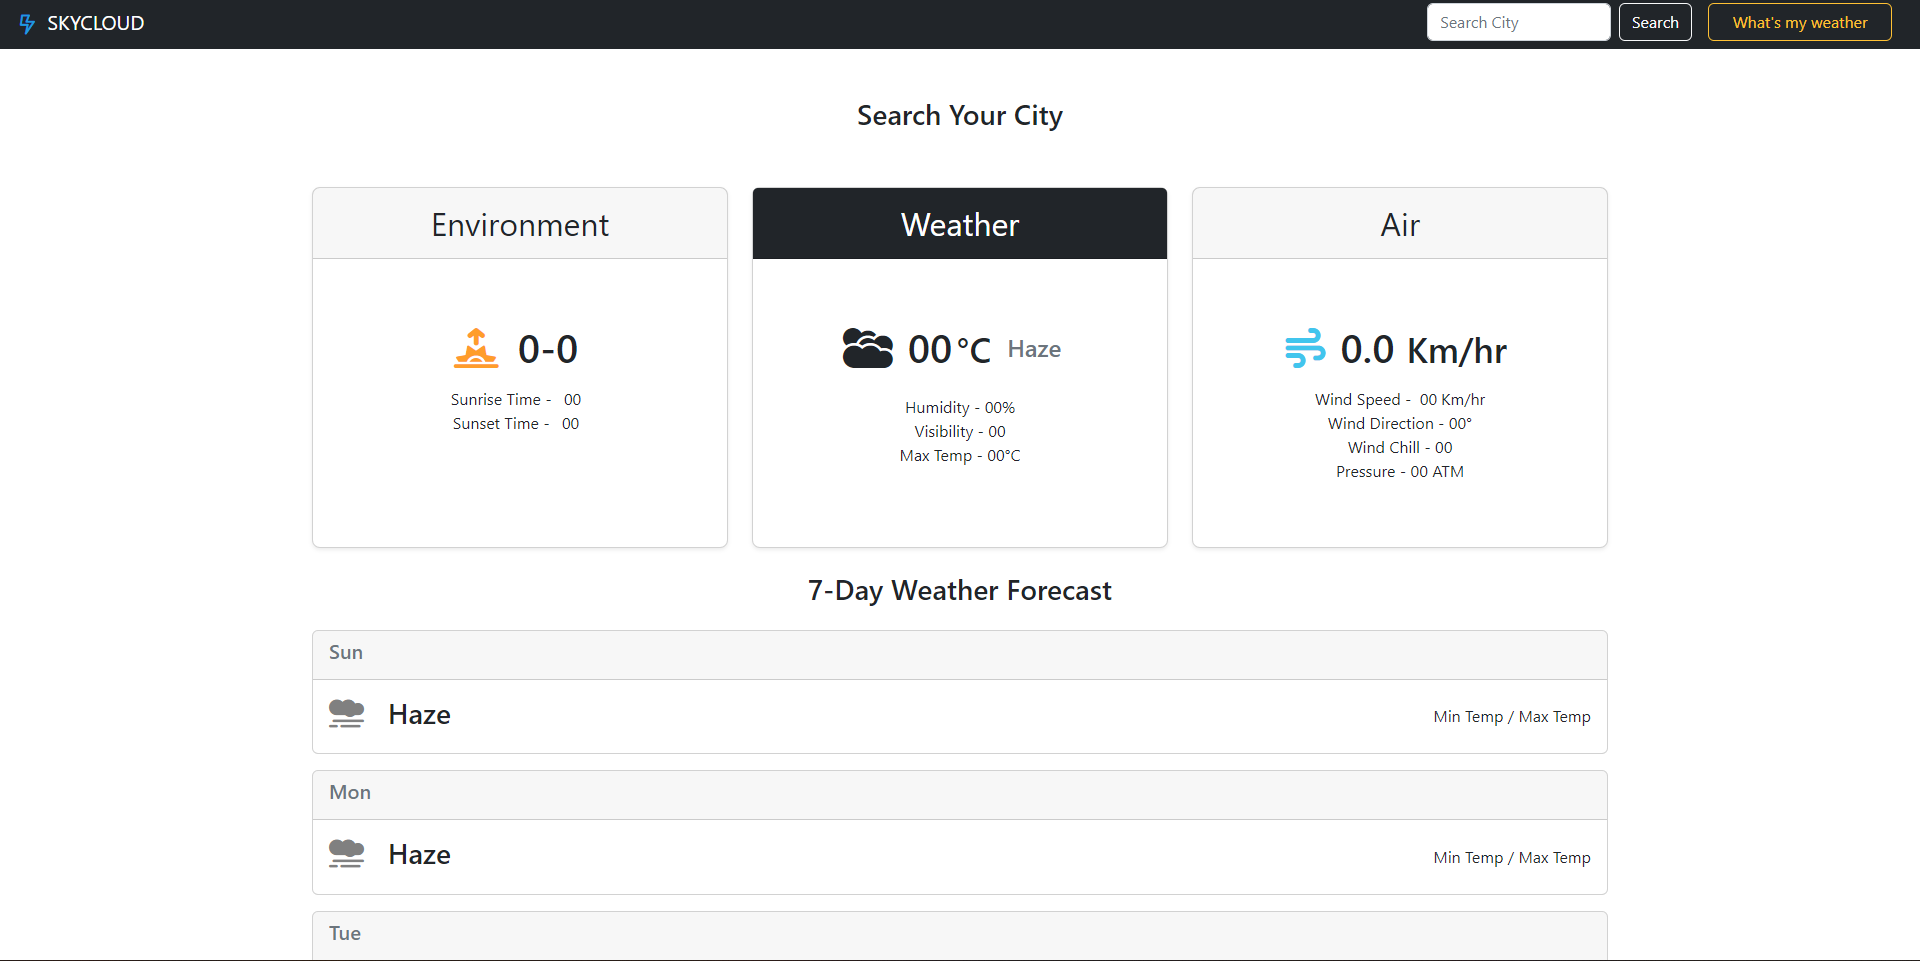 SKYCLOUD
Search City
Search
What's my weather
Search Your City
Environment
0-0
Sunrise Time - 00
Sunset Time - 00
Weather
00°C Haze
Humidity - 00%
Visibility - 00
Max Temp - 00°C
Air
0.0 Km/hr
Wind Speed - 00 Km/hr
Wind Direction - 00°
Wind Chill - 00
Pressure - 00 ATM
7-Day Weather Forecast
Sun
Haze
Min Temp / Max Temp
Mon
Haze
Min Temp / Max Temp
Tue